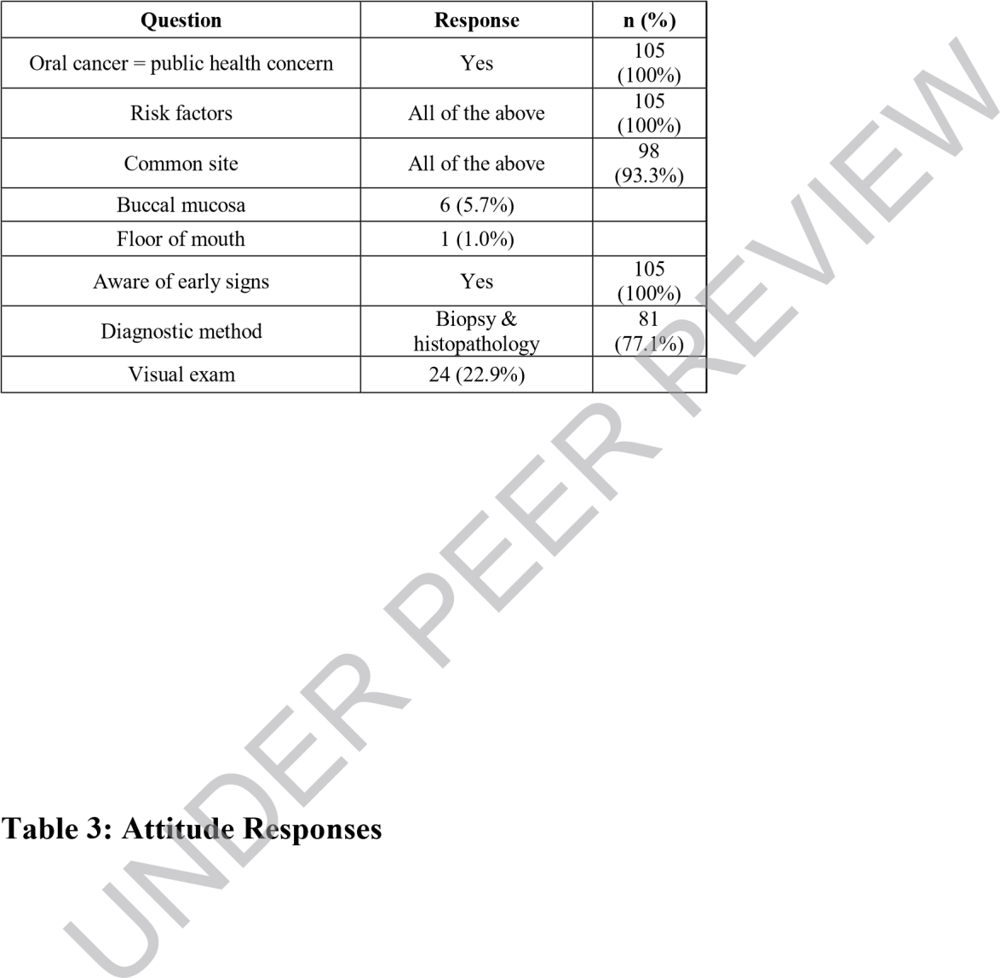 Question Response n (%)
Oral cancer = public health concern Yes 105 (100%)
Risk factors All of the above 105 (100%)
Common site All of the above 98 (93.3%)
Buccal mucosa 6 (5.7%)
Floor of mouth 1 (1.0%)
Aware of early signs Yes 105 (100%)
Diagnostic method Biopsy & histopathology 81 (77.1%)
Visual exam 24 (22.9%)
Table 3: Attitude Responses
UNDER PEER REVIEW